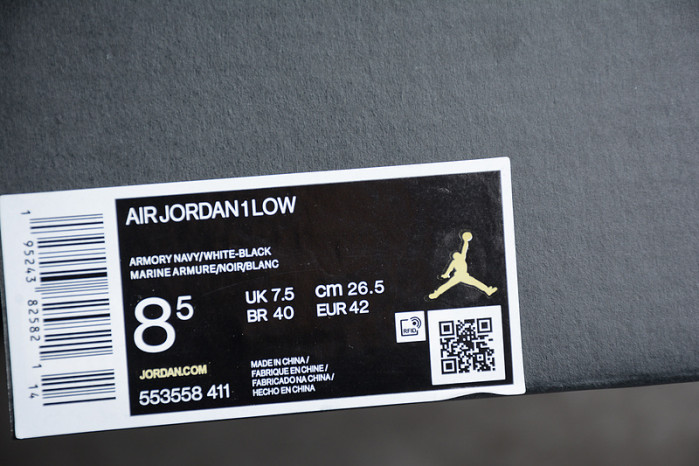 AIR JORDAN 1 LOW
ARMORY NAVY/WHITE-BLACK
MARINE ARMURE/NOIR/BLANC
85
UK 7.5 cm 26.5
BR 40 EUR 42
RFID
JORDAN.COM
553558 411
MADE IN CHINA /
FABRIQUE EN CHINE /
FABRICADO NA CHINA /
HECHO EN CHINA
1 95243 82582 1 14